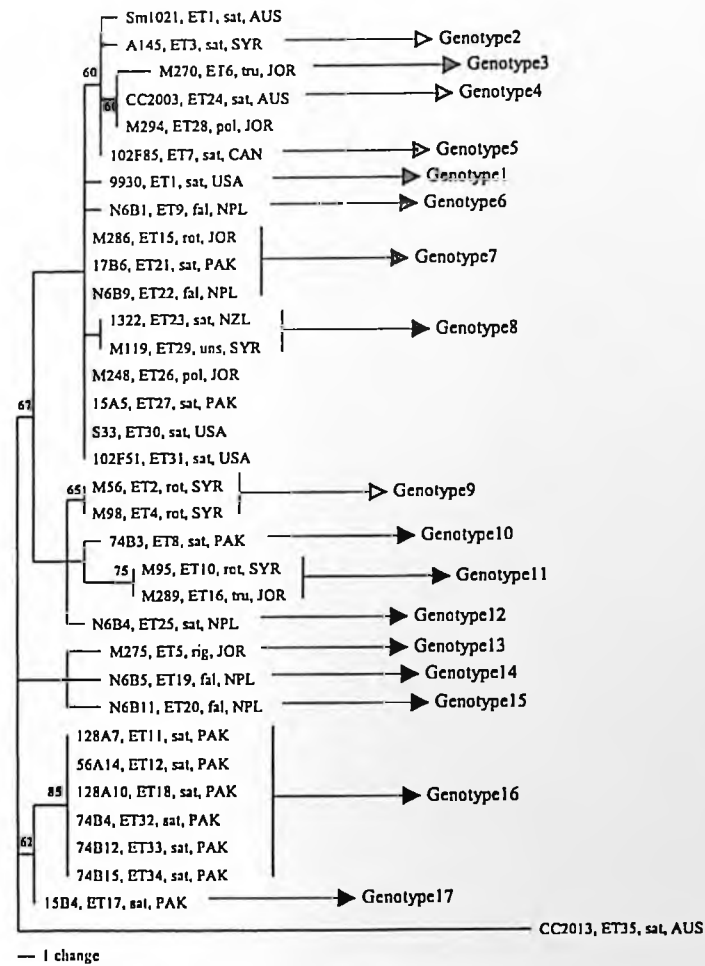 Sm1021, ET1, sat, AUS
A145, ET3, sat, SYR
Genotype2
60
M270, ET6, tru, JOR
Genotype3
60
CC2003, ET24, sat, AUS
Genotype4
M294, ET28, pol, JOR
102F85, ET7, sat, CAN
Genotype5
9930, ET1, sat, USA
Genotype1
N6B1, ET9, fal, NPL
Genotype6
M286, ET15, rot, JOR
17B6, ET21, sat, PAK
Genotype7
N6B9, ET22, fal, NPL
1322, ET23, sat, NZL
Genotype8
M119, ET29, uns, SYR
M248, ET26, pol, JOR
15A5, ET27, sat, PAK
67
S33, ET30, sat, USA
102F51, ET31, sat, USA
65
M56, ET2, rot, SYR
Genotype9
M98, ET4, rot, SYR
74B3, ET8, sat, PAK
Genotype10
75
M95, ET10, rot, SYR
Genotype11
M289, ET16, tru, JOR
N6B4, ET25, sat, NPL
Genotype12
M275, ET5, rig, JOR
Genotype13
N6B5, ET19, fal, NPL
Genotype14
N6B11, ET20, fal, NPL
Genotype15
128A7, ET11, sat, PAK
56A14, ET12, sat, PAK
85
128A10, ET18, sat, PAK
Genotype16
74B4, ET32, sat, PAK
74B12, ET33, sat, PAK
62
74B15, ET34, sat, PAK
15B4, ET17, sat, PAK
Genotype17
CC2013, ET35, sat, AUS
1 change